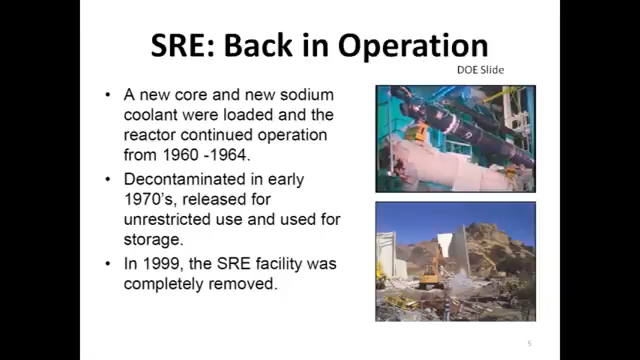 SRE: Back in Operation
DOE Slide
• A new core and new sodium
coolant were loaded and the
reactor continued operation
from 1960 -1964.
• Decontaminated in early
1970's, released for
unrestricted use and used for
storage.
• In 1999, the SRE facility was
completely removed.
5